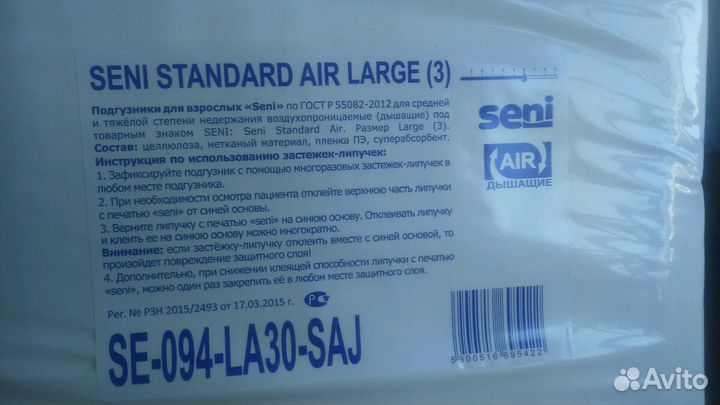 SENI STANDARD AIR LARGE (3)
Подгузники для взрослых «Seni» по ГОСТ Р 55082-2012 для средней
и тяжёлой степени недержания воздухопроницаемые (дышащие) под
товарным знаком SENI: Seni Standard Air. Размер Large (3).
Состав: целлюлоза, нетканый материал, пленка ПЭ, суперабсорбент.
Инструкция по использованию застежек-липучек:
1. Зафиксируйте подгузник с помощью многоразовых застежек-липучек в
любом месте подгузника.
2. При необходимости осмотра пациента отклейте верхнюю часть липучки
с печатью «seni» от синей основы.
3. Верните липучку с печатью «seni» на синюю основу. Отклеивать липучку
и клеить ее на синюю основу можно многократно.
Внимание: если застёжку-липучку отклеить вместе с синей основой, то
произойдет повреждение защитного слоя!
4. Дополнительно, при снижении клеящей способности липучки с печатью
«seni», можно один раз закрепить её в любом месте защитного слоя.
Рег. № РЗН 2015/2493 от 17.03.2015 г.
SE-094-LA30-SAJ
seni
AIR
ДЫШАЩИЕ
5900516695422
Avito